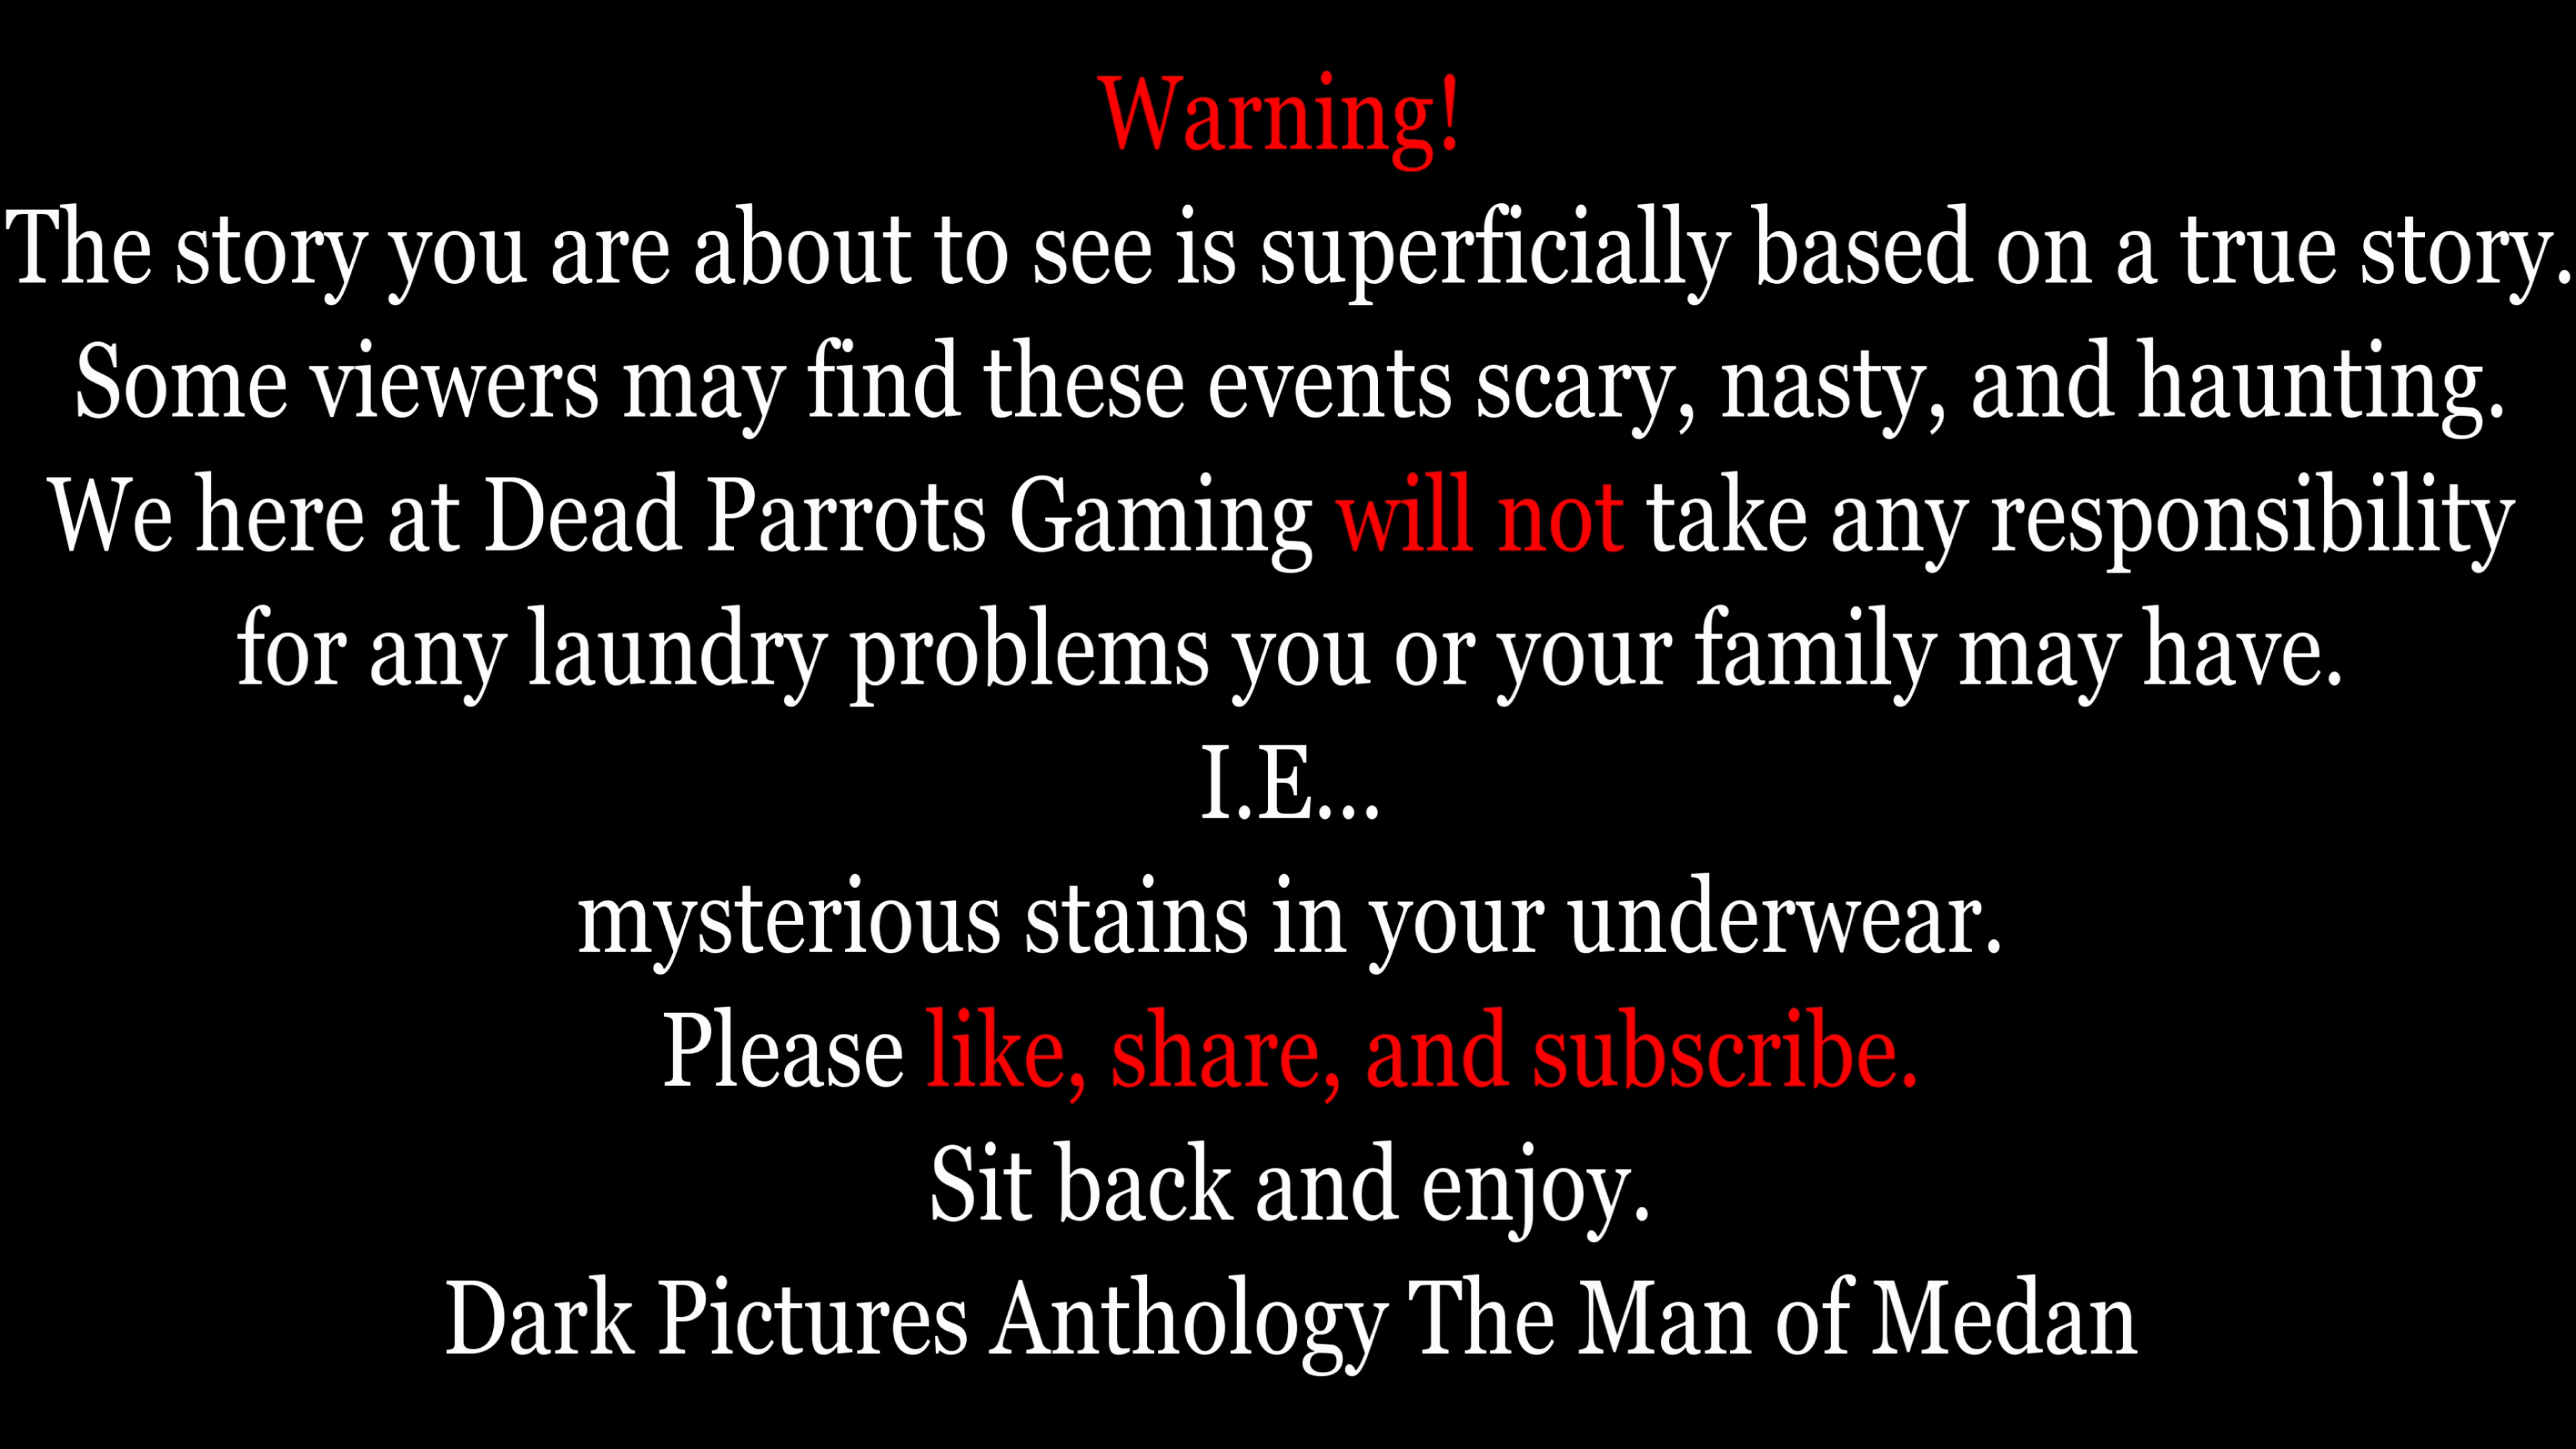 Warning!
The story you are about to see is superficially based on a true story.
Some viewers may find these events scary, nasty, and haunting.
We here at Dead Parrots Gaming will not take any responsibility
for any laundry problems you or your family may have.
I.E...
mysterious stains in your underwear.
Please like, share, and subscribe.
Sit back and enjoy.
Dark Pictures Anthology The Man of Medan